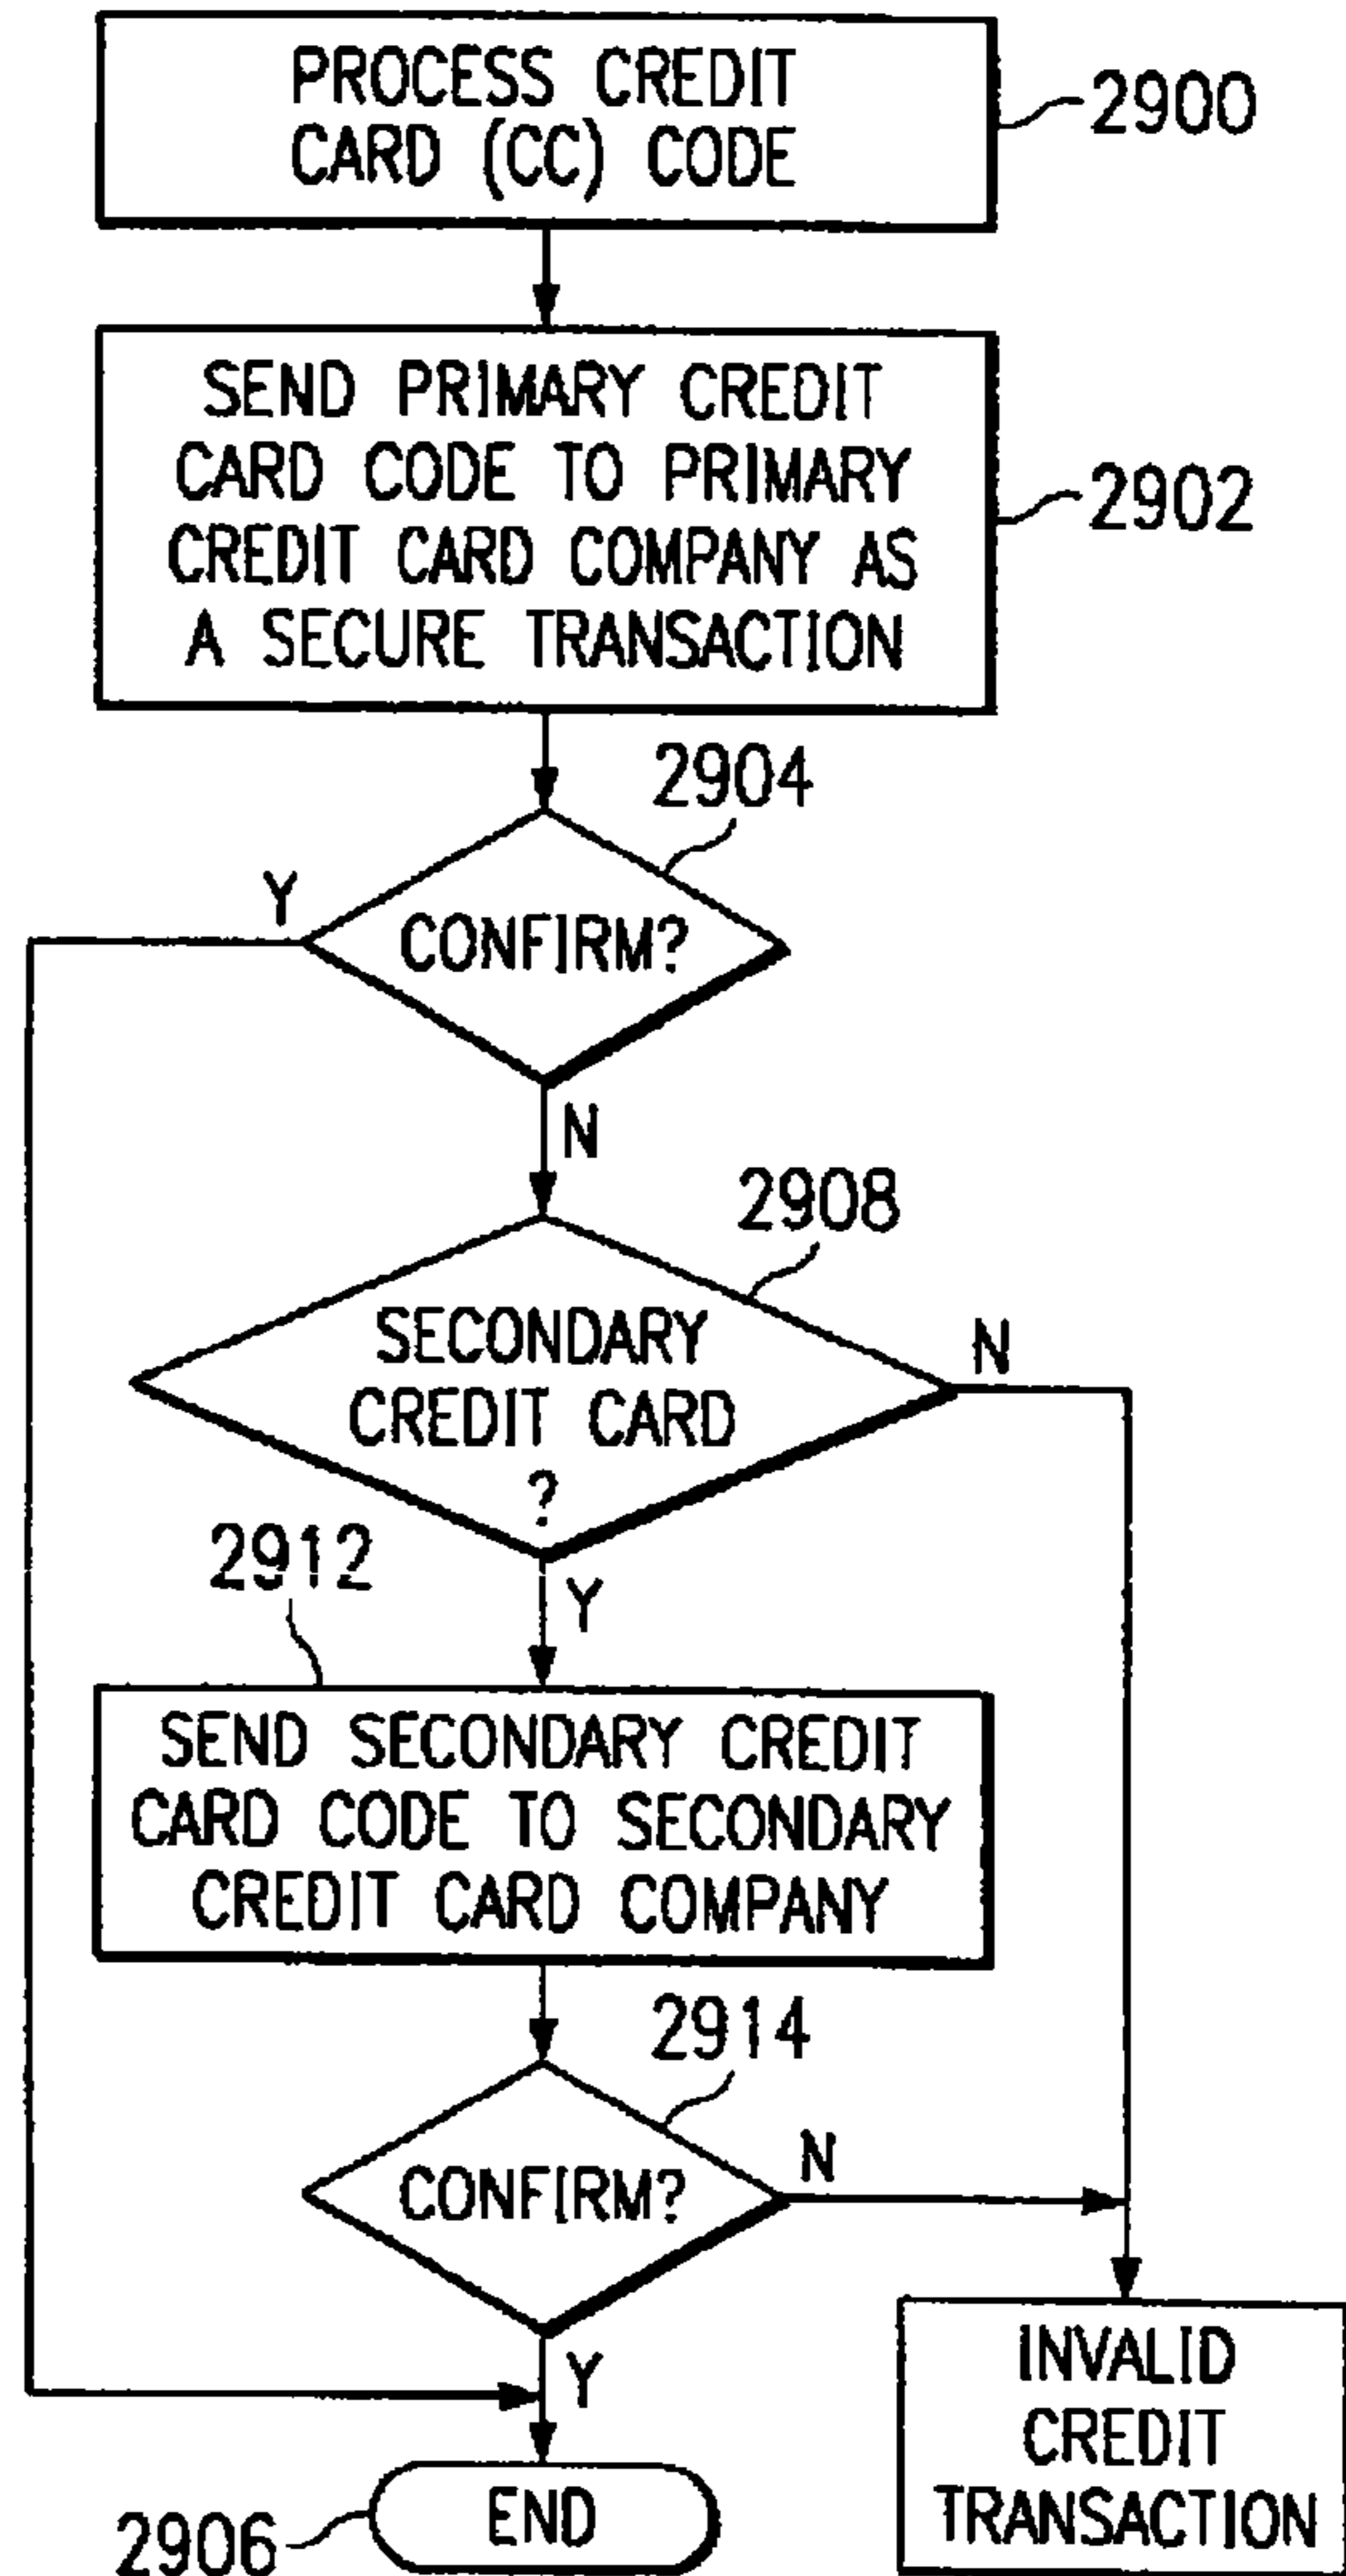 PROCESS CREDIT
CARD (CC) CODE
2900
SEND PRIMARY CREDIT
CARD CODE TO PRIMARY
CREDIT CARD COMPANY AS
A SECURE TRANSACTION
2902
2904
Y
CONFIRM?
N
2908
SECONDARY
CREDIT CARD
?
N
2912
Y
SEND SECONDARY CREDIT
CARD CODE TO SECONDARY
CREDIT CARD COMPANY
2914
CONFIRM?
N
Y
INVALID
CREDIT
TRANSACTION
END
2906